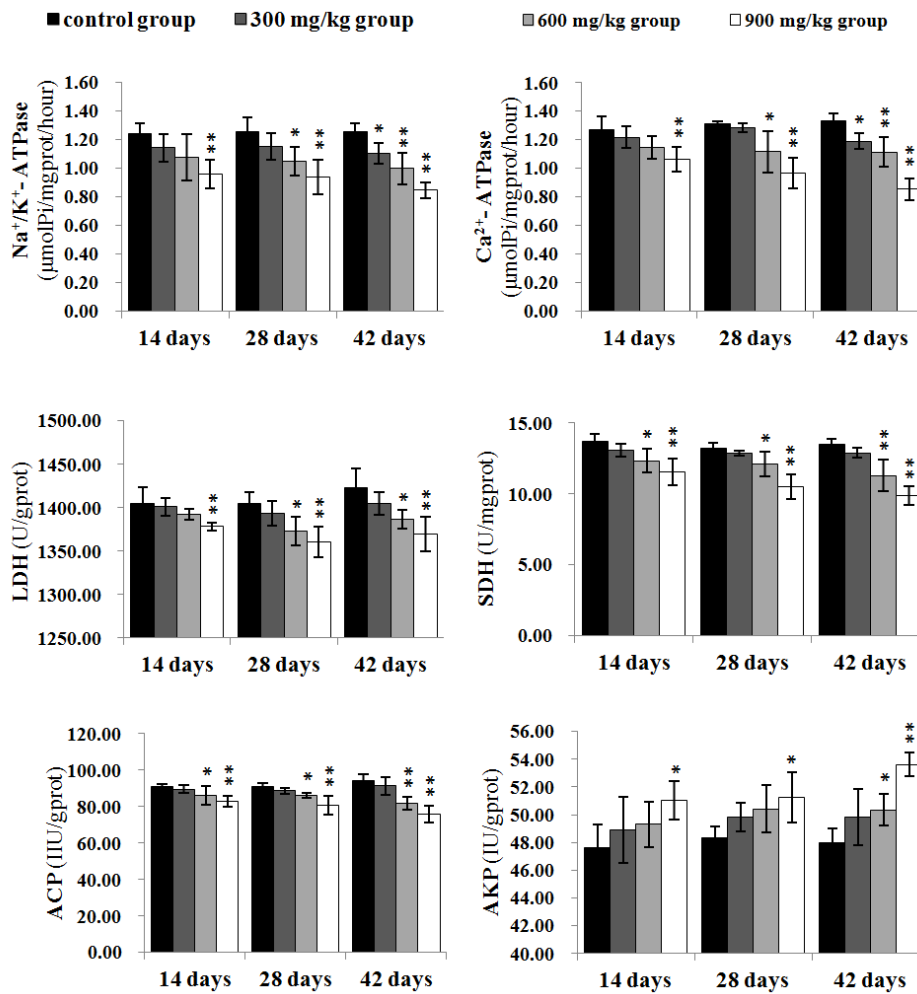 control group 300 mg/kg group 600 mg/kg group 900 mg/kg group
Na⁺/K⁺- ATPase
(μmolPi/mgprot/hour)
1.60
1.40
1.20
1.00
0.80
0.60
0.40
0.20
0.00
** * ** * ** **
14 days 28 days 42 days
Ca²⁺- ATPase
(μmolPi/mgprot/hour)
1.60
1.40
1.20
1.00
0.80
0.60
0.40
0.20
0.00
** * ** * ** **
14 days 28 days 42 days
LDH (U/gprot)
1500.00
1450.00
1400.00
1350.00
1300.00
1250.00
** * ** * **
14 days 28 days 42 days
SDH (U/mgprot)
15.00
10.00
5.00
0.00
* ** * ** ** **
14 days 28 days 42 days
ACP (IIU/gprot)
120.00
100.00
80.00
60.00
40.00
20.00
0.00
* ** * ** ** **
14 days 28 days 42 days
AKP (IU/gprot)
56.00
54.00
52.00
50.00
48.00
46.00
44.00
42.00
40.00
* * * **
14 days 28 days 42 days